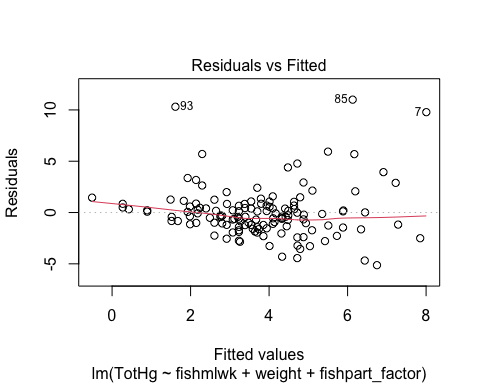 Residuals vs Fitted
Residuals
10
5
0
-5
93
85
7
0 2 4 6 8
Fitted values
lm(TotHg ~ fishmlwk + weight + fishpart_factor)